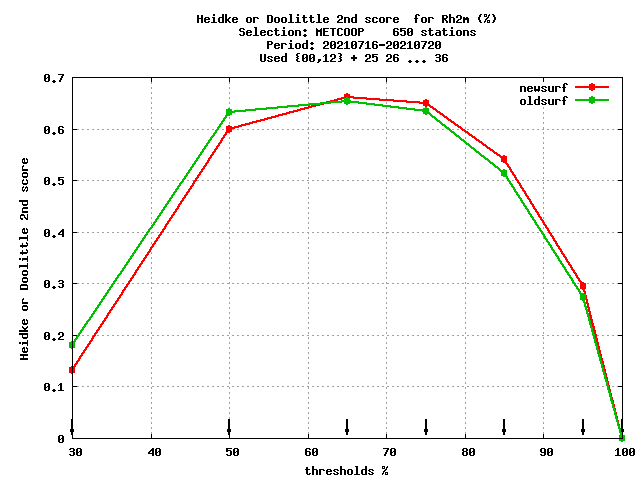 Heidke or Doolittle 2nd score  for Rh2m (%)
Selection: METCOOP    650 stations
Period: 20210716-20210720
Used {00,12} + 25 26 ... 36
newsurf
oldsurf
Heidke or Doolittle 2nd score
0.7
0.6
0.5
0.4
0.3
0.2
0.1
0
30 40 50 60 70 80 90 100
thresholds %